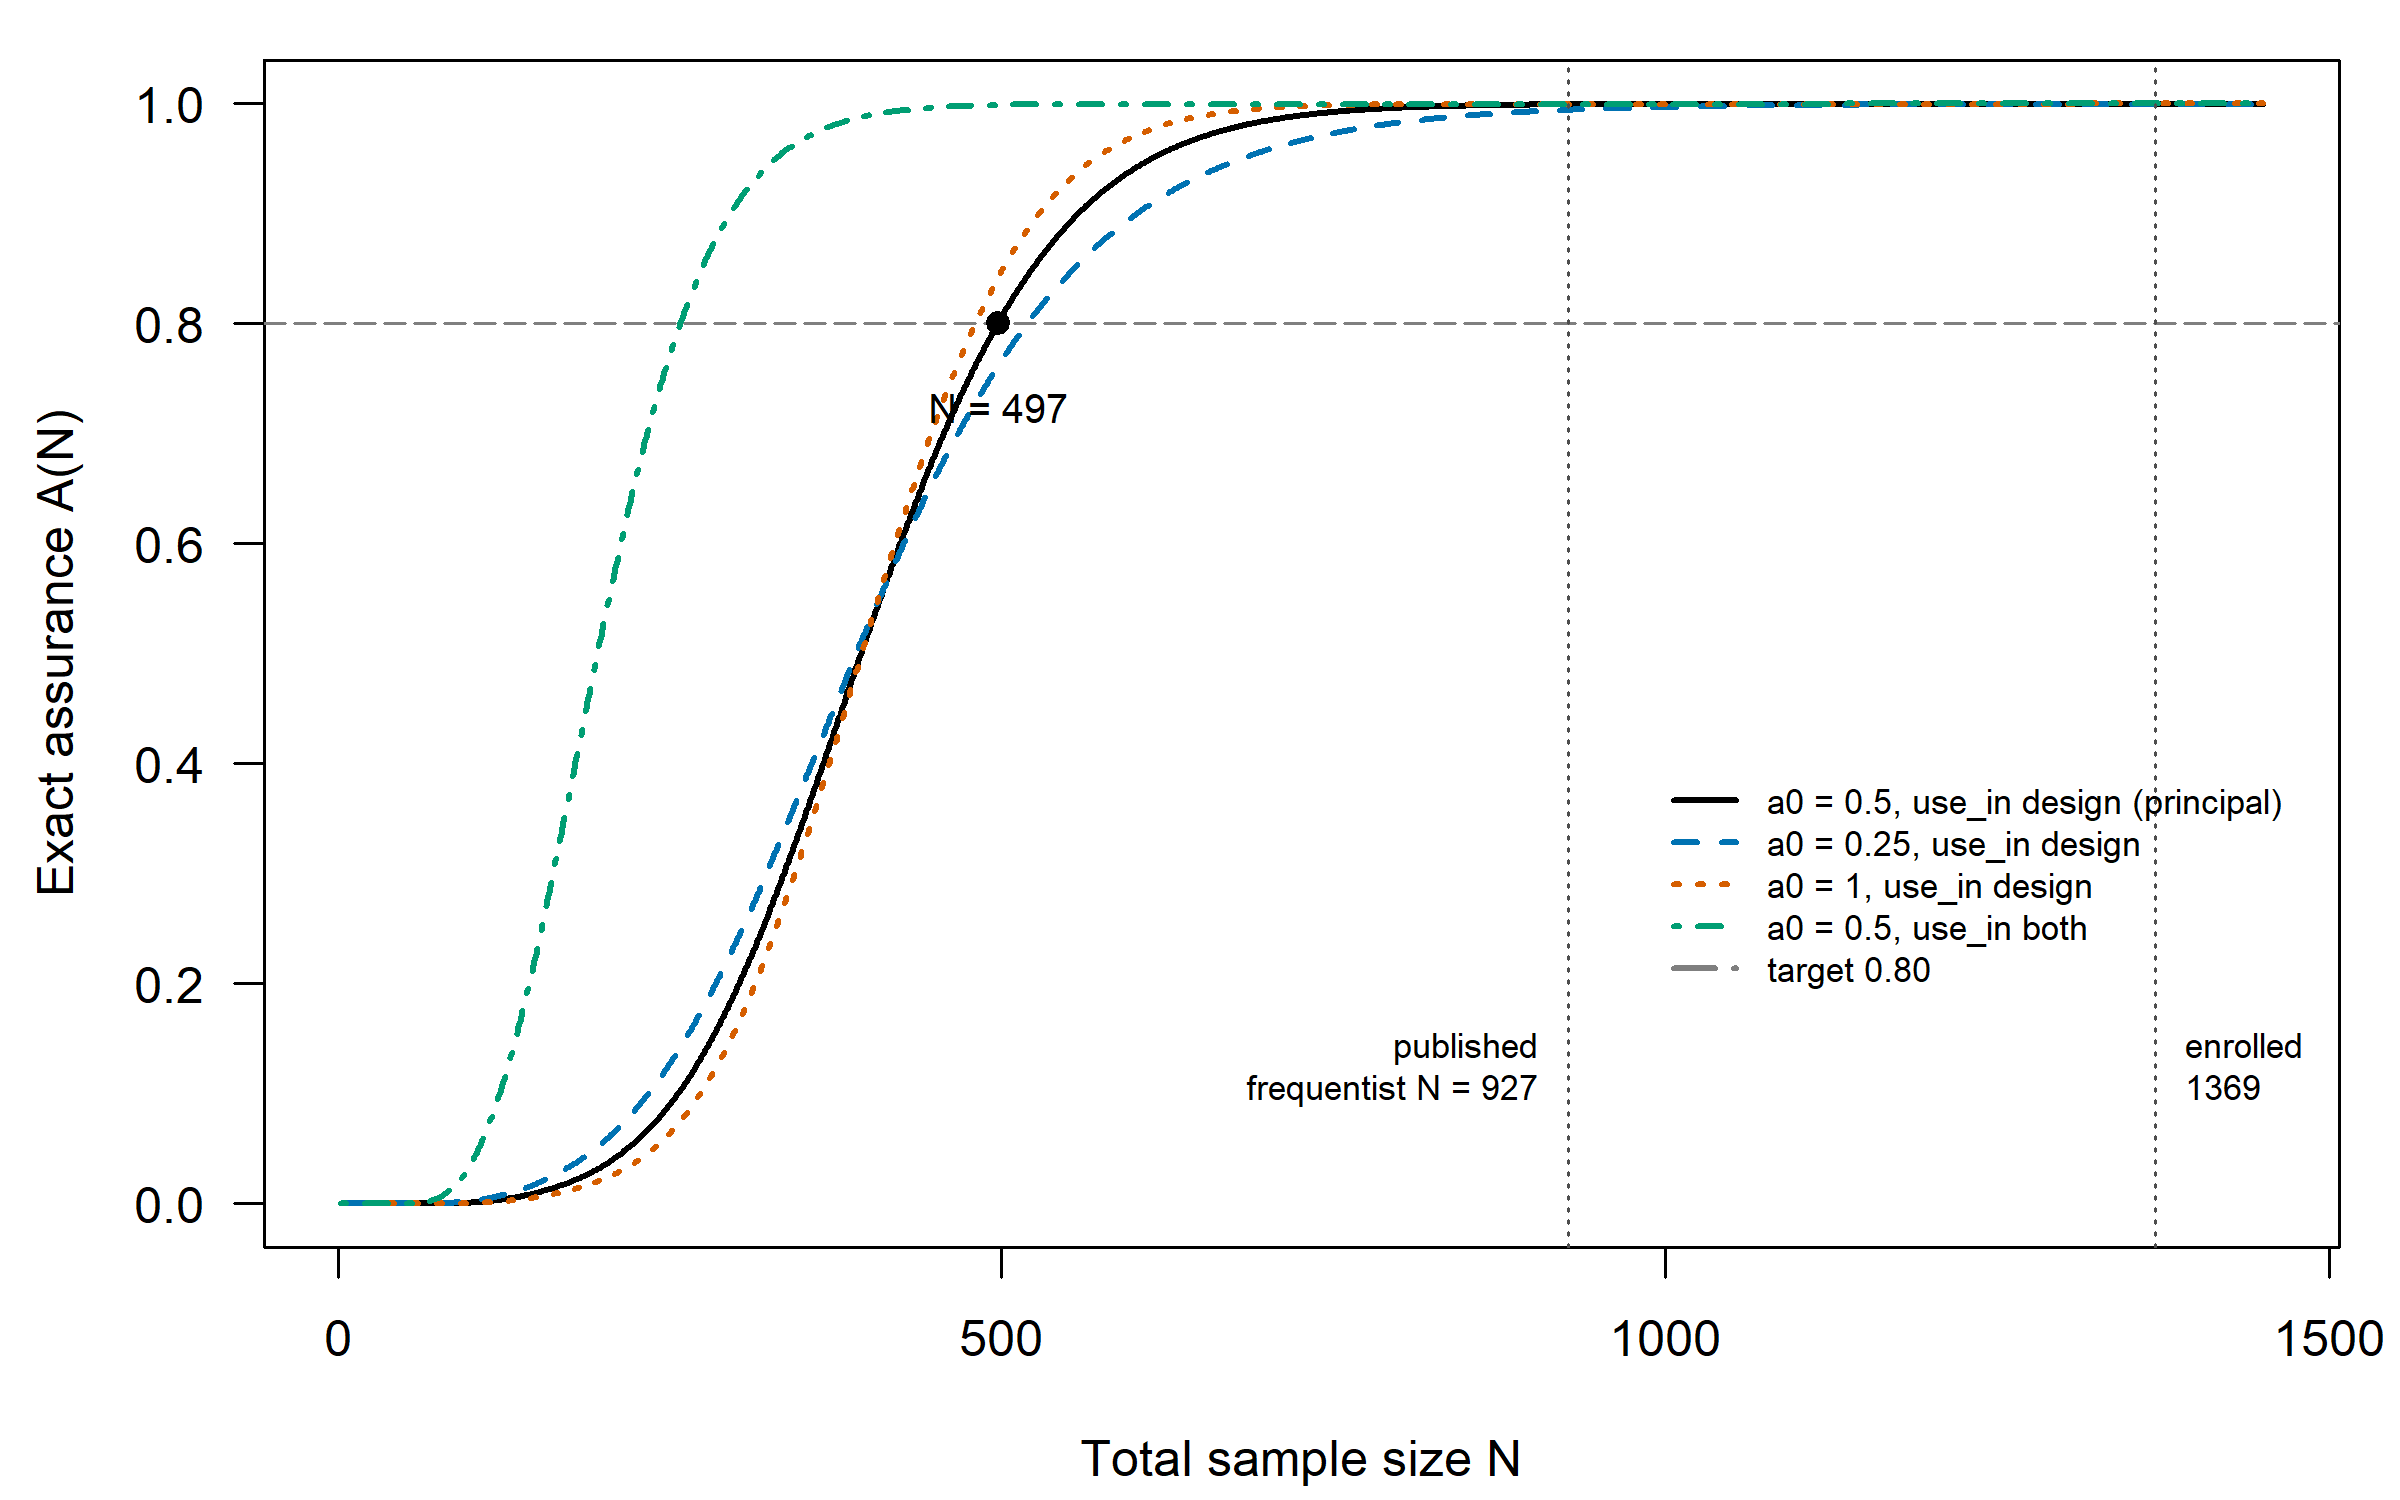 Exact assurance A(N)
1.0
0.8
0.6
0.4
0.2
0.0
N = 497
a0 = 0.5, use_in design (principal)
a0 = 0.25, use_in design
a0 = 1, use_in design
a0 = 0.5, use_in both
target 0.80
published
frequentist N = 927
enrolled
1369
0
500
1000
1500
Total sample size N